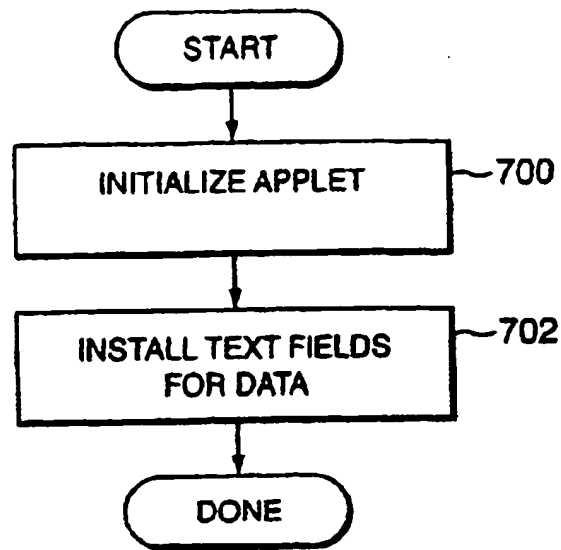 START
INITIALIZE APPLET
700
INSTALL TEXT FIELDS
FOR DATA
702
DONE